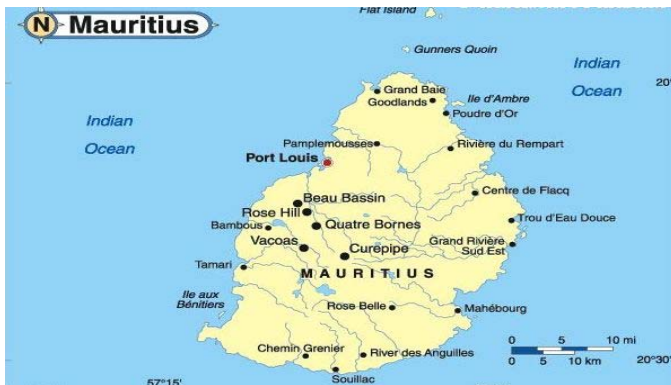 N Mauritius
Flat Island
Gunners Quoin
Indian
Ocean
Indian
Ocean
20°
Grand Baie
Goodlands
Ile d'Ambre
Poudre d'Or
Pamplemousses
Rivière du Rempart
Port Louis
Centre de Flacq
Beau Bassin
Rose Hill
Trou d'Eau Douce
Bambous
Quatre Bornes
Grand Rivière
Sud Est
Vacoas
Curepipe
Tamari
MAURITIUS
Ile aux
Bénitiers
Rose Belle
Mahébourg
0 5 10 mi
0 5 10 km
Chemin Grenier
River des Anguilles
Souillac
57°15'
20°30'